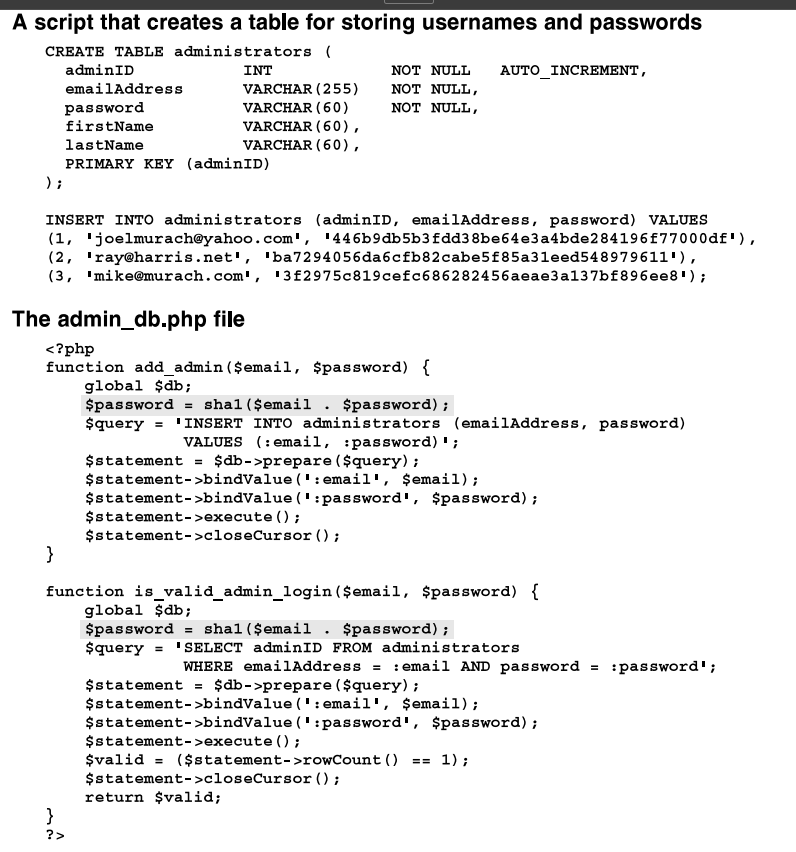 A script that creates a table for storing usernames and passwords
CREATE TABLE administrators (
  adminID            INT            NOT NULL   AUTO_INCREMENT,
  emailAddress      VARCHAR(255)   NOT NULL,
  password          VARCHAR(60)    NOT NULL,
  firstName         VARCHAR(60),
  lastName          VARCHAR(60),
  PRIMARY KEY (adminID)
);
INSERT INTO administrators (adminID, emailAddress, password) VALUES
(1, 'joelmurach@yahoo.com', '446b9db5b3fdd38be64e3a4bde284196f77000df'),
(2, 'ray@harris.net', 'ba7294056da6cfb82cabe5f85a31eed548979611'),
(3, 'mike@murach.com', '3f2975c819cefc686282456aeae3a137bf896ee8');
The admin_db.php file
<?php
function add_admin($email, $password) {
    global $db;
    $password = sha1($email . $password);
    $query = 'INSERT INTO administrators (emailAddress, password)
              VALUES (:email, :password)';
    $statement = $db->prepare($query);
    $statement->bindValue(':email', $email);
    $statement->bindValue(':password', $password);
    $statement->execute();
    $statement->closeCursor();
}
function is_valid_admin_login($email, $password) {
    global $db;
    $password = sha1($email . $password);
    $query = 'SELECT adminID FROM administrators
              WHERE emailAddress = :email AND password = :password';
    $statement = $db->prepare($query);
    $statement->bindValue(':email', $email);
    $statement->bindValue(':password', $password);
    $statement->execute();
    $valid = ($statement->rowCount() == 1);
    $statement->closeCursor();
    return $valid;
}
?>